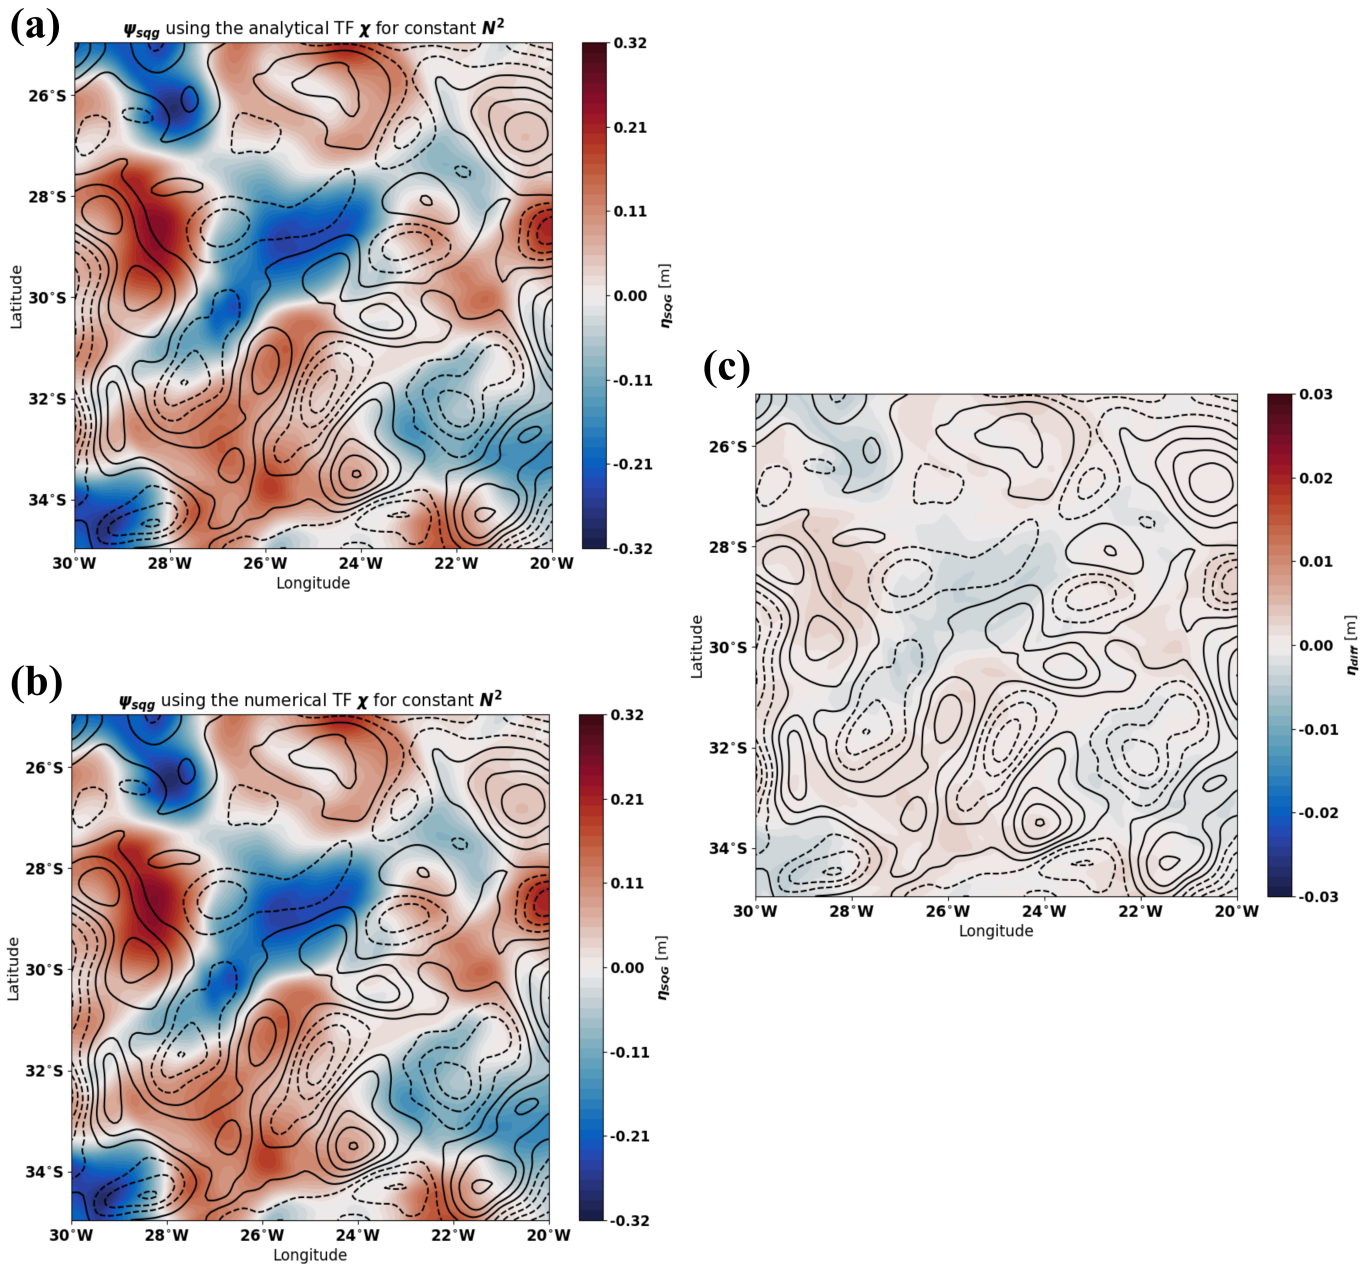 (a)
ψsqg using the analytical TF χ for constant N²
0.32
0.21
0.11
0.00
-0.11
-0.21
-0.32
ηSQG [m]
26°S
28°S
30°S
32°S
34°S
Latitude
30°W 28°W 26°W 24°W 22°W 20°W
Longitude
(b)
ψsqg using the numerical TF χ for constant N²
0.32
0.21
0.11
0.00
-0.11
-0.21
-0.32
ηSQG [m]
26°S
28°S
30°S
32°S
34°S
Latitude
30°W 28°W 26°W 24°W 22°W 20°W
Longitude
(c)
0.03
0.02
0.01
0.00
-0.01
-0.02
-0.03
ηdiff [m]
26°S
28°S
30°S
32°S
34°S
Latitude
30°W 28°W 26°W 24°W 22°W 20°W
Longitude